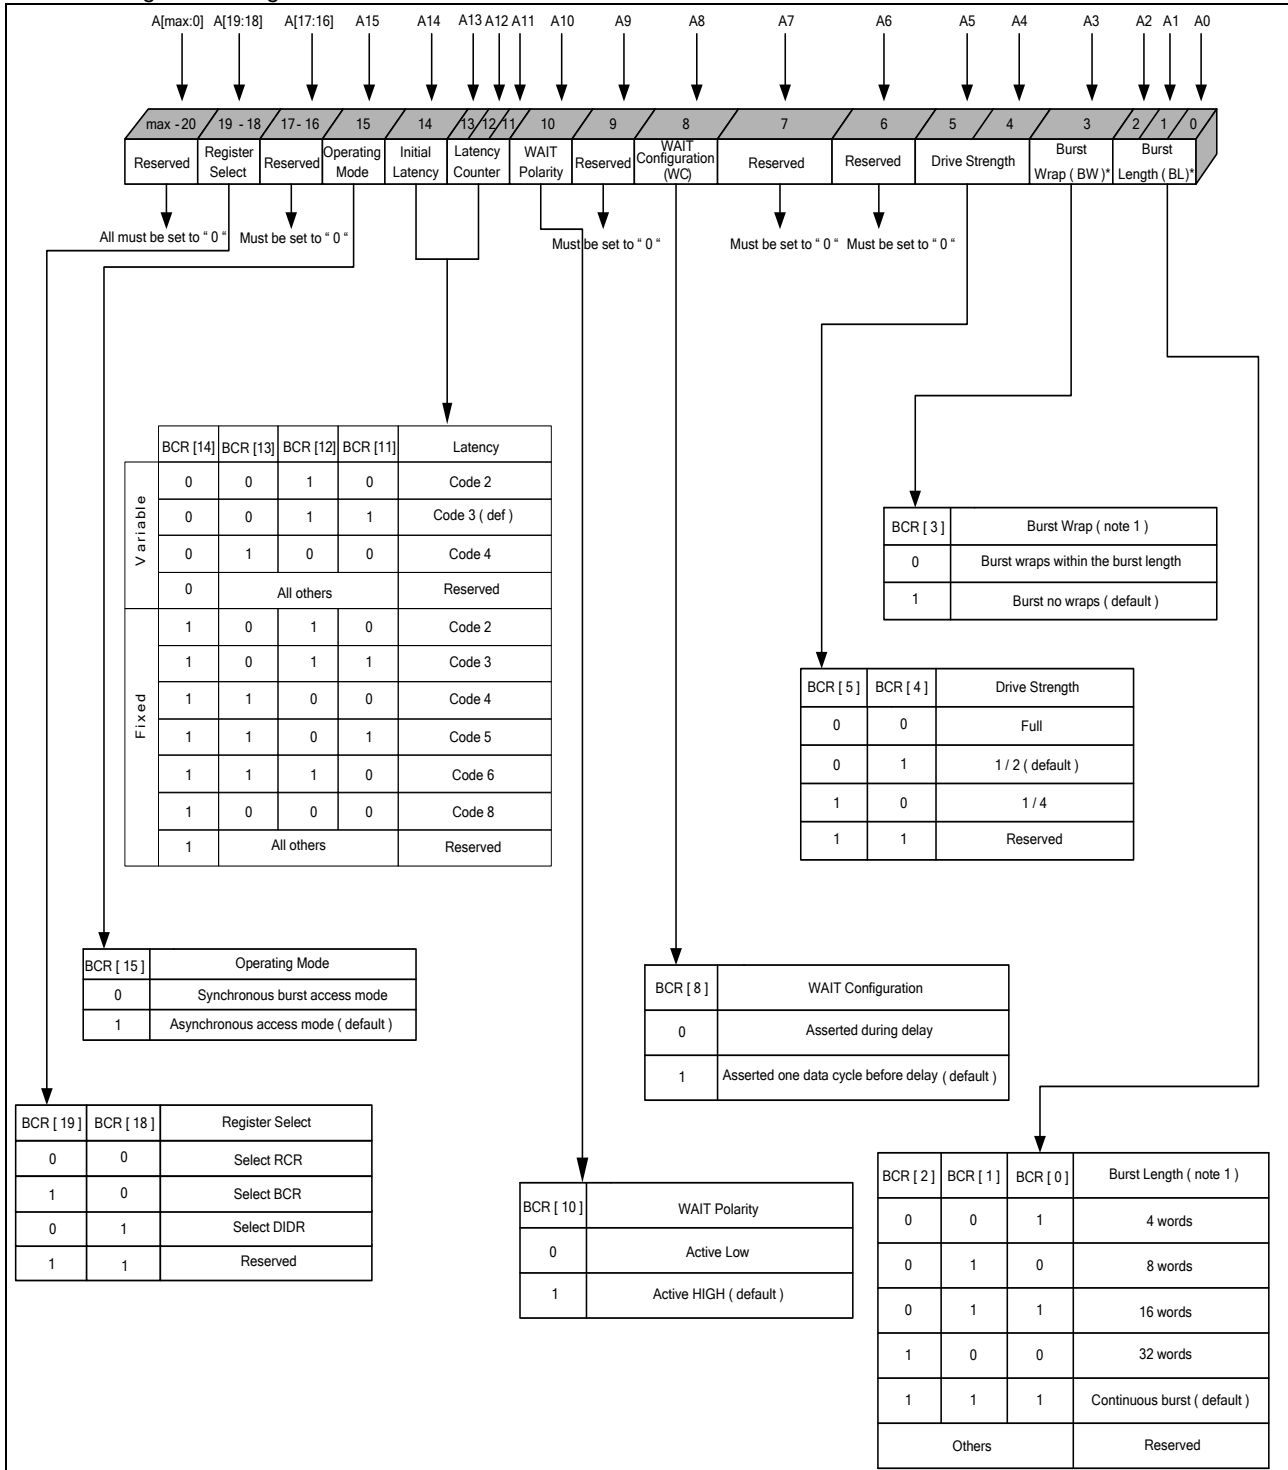 A[max:0] A[19:18] A[17:16] A15 A14 A13 A12 A11 A10 A9 A8 A7 A6 A5 A4 A3 A2 A1 A0
max - 20 19 - 18 17 - 16 15 14 13 12 11 10 9 8 7 6 5 4 3 2 1 0
Reserved
Register
Select
Reserved
Operating
Mode
Initial
Latency
Latency
Counter
WAIT
Polarity
Reserved
WAIT
Configuration
(WC)
Reserved
Reserved
Drive Strength
Burst
Wrap ( BW )*
Burst
Length ( BL)*
All must be set to “ 0 “
Must be set to “ 0 “
Must be set to “ 0 “
Must be set to “ 0 “
Must be set to “ 0 “
BCR [14] BCR [13] BCR [12] BCR [11] Latency
Variable
0 0 1 0 Code 2
0 0 1 1 Code 3 ( def )
0 1 0 0 Code 4
0 All others Reserved
Fixed
1 0 1 0 Code 2
1 0 1 1 Code 3
1 1 0 0 Code 4
1 1 0 1 Code 5
1 1 1 0 Code 6
1 0 0 0 Code 8
1 All others Reserved
BCR [ 3 ] Burst Wrap ( note 1 )
0 Burst wraps within the burst length
1 Burst no wraps ( default )
BCR [ 5 ] BCR [ 4 ] Drive Strength
0 0 Full
0 1 1 / 2 ( default )
1 0 1 / 4
1 1 Reserved
BCR [ 15 ] Operating Mode
0 Synchronous burst access mode
1 Asynchronous access mode ( default )
BCR [ 8 ] WAIT Configuration
0 Asserted during delay
1 Asserted one data cycle before delay ( default )
BCR [ 19 ] BCR [ 18 ] Register Select
0 0 Select RCR
1 0 Select BCR
0 1 Select DIDR
1 1 Reserved
BCR [ 10 ] WAIT Polarity
0 Active Low
1 Active HIGH ( default )
BCR [ 2 ] BCR [ 1 ] BCR [ 0 ] Burst Length ( note 1 )
0 0 1 4 words
0 1 0 8 words
0 1 1 16 words
1 0 0 32 words
1 1 1 Continuous burst ( default )
Others Reserved